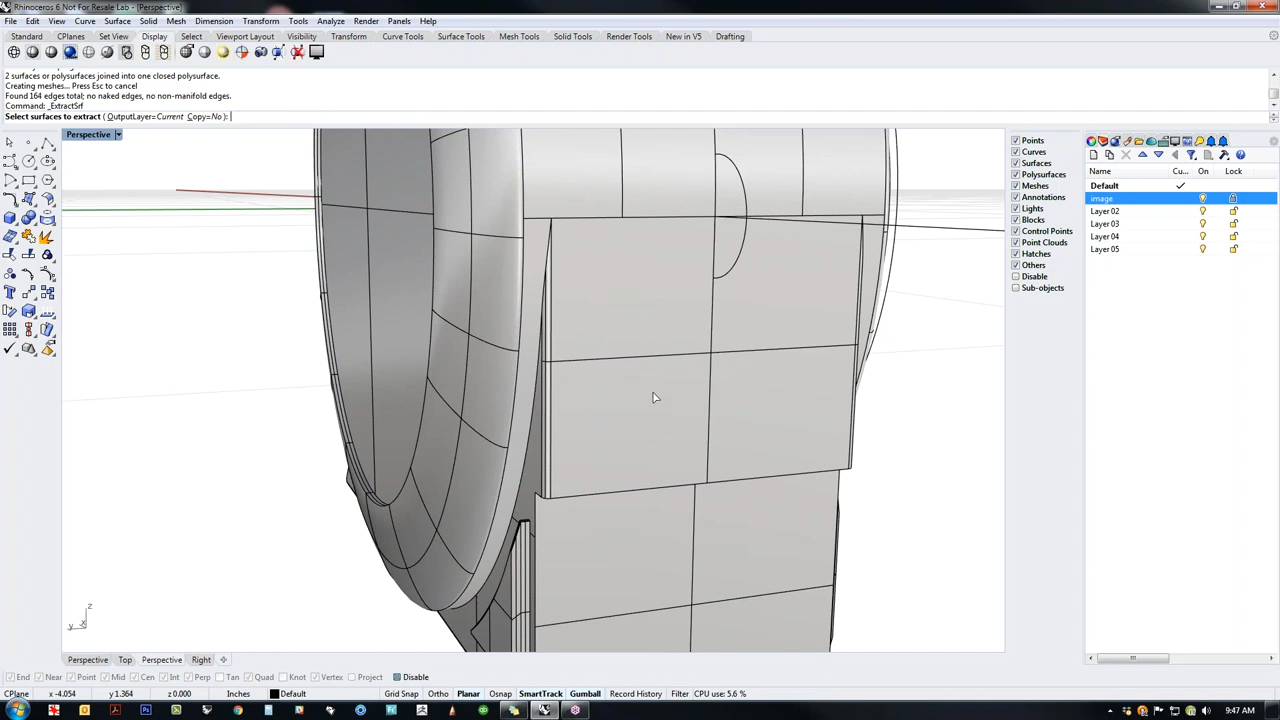 Rhinoceros 6 Not For Resale Lab - [Perspective]
File Edit View Curve Surface Solid Mesh Dimension Transform Tools Analyze Render Panels Help
Standard CPlanes Set View Display Select Viewport Layout Visibility Transform Curve Tools Surface Tools Mesh Tools Solid Tools Render Tools New in V5 Drafting
2 surfaces or polysurfaces joined into one closed polysurface.
Creating meshes... Press Esc to cancel
Found 164 edges total; no naked edges, no non-manifold edges.
Command: _ExtractSrf
Select surfaces to extract ( OutputLayer=Current Copy=No ):
Perspective
Points
Curves
Surfaces
Polysurfaces
Meshes
Annotations
Lights
Blocks
Control Points
Point Clouds
Hatches
Others
Disable
Sub-objects
Name Cu... On Lock
Default
image
Layer 02
Layer 03
Layer 04
Layer 05
z
y x
Perspective Top Perspective Right
End Near Point Mid Cen Int Perp Tan Quad Knot Vertex Project Disable
CPlane x -4.054 y 1.364 z 0.000 Inches Default Grid Snap Ortho Planar Osnap SmartTrack Gumball Record History Filter CPU use: 5.6 %
9:47 AM